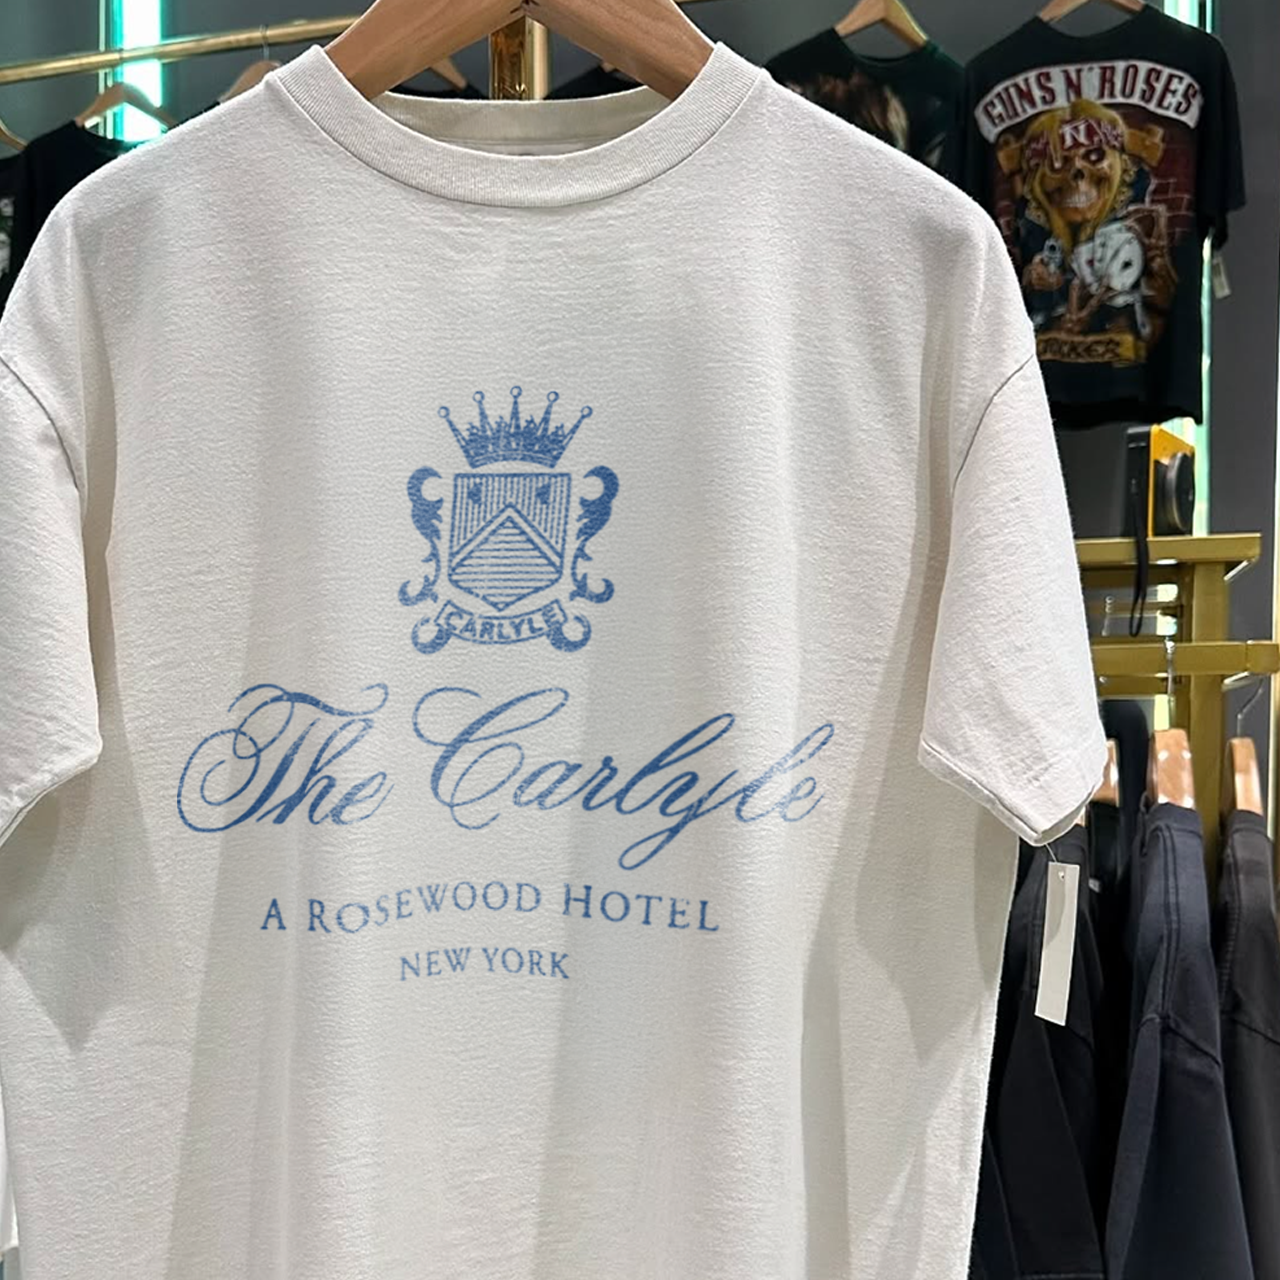 GUNS N' ROSES
CARLYLE
The Carlyle
A ROSEWOOD HOTEL
NEW YORK